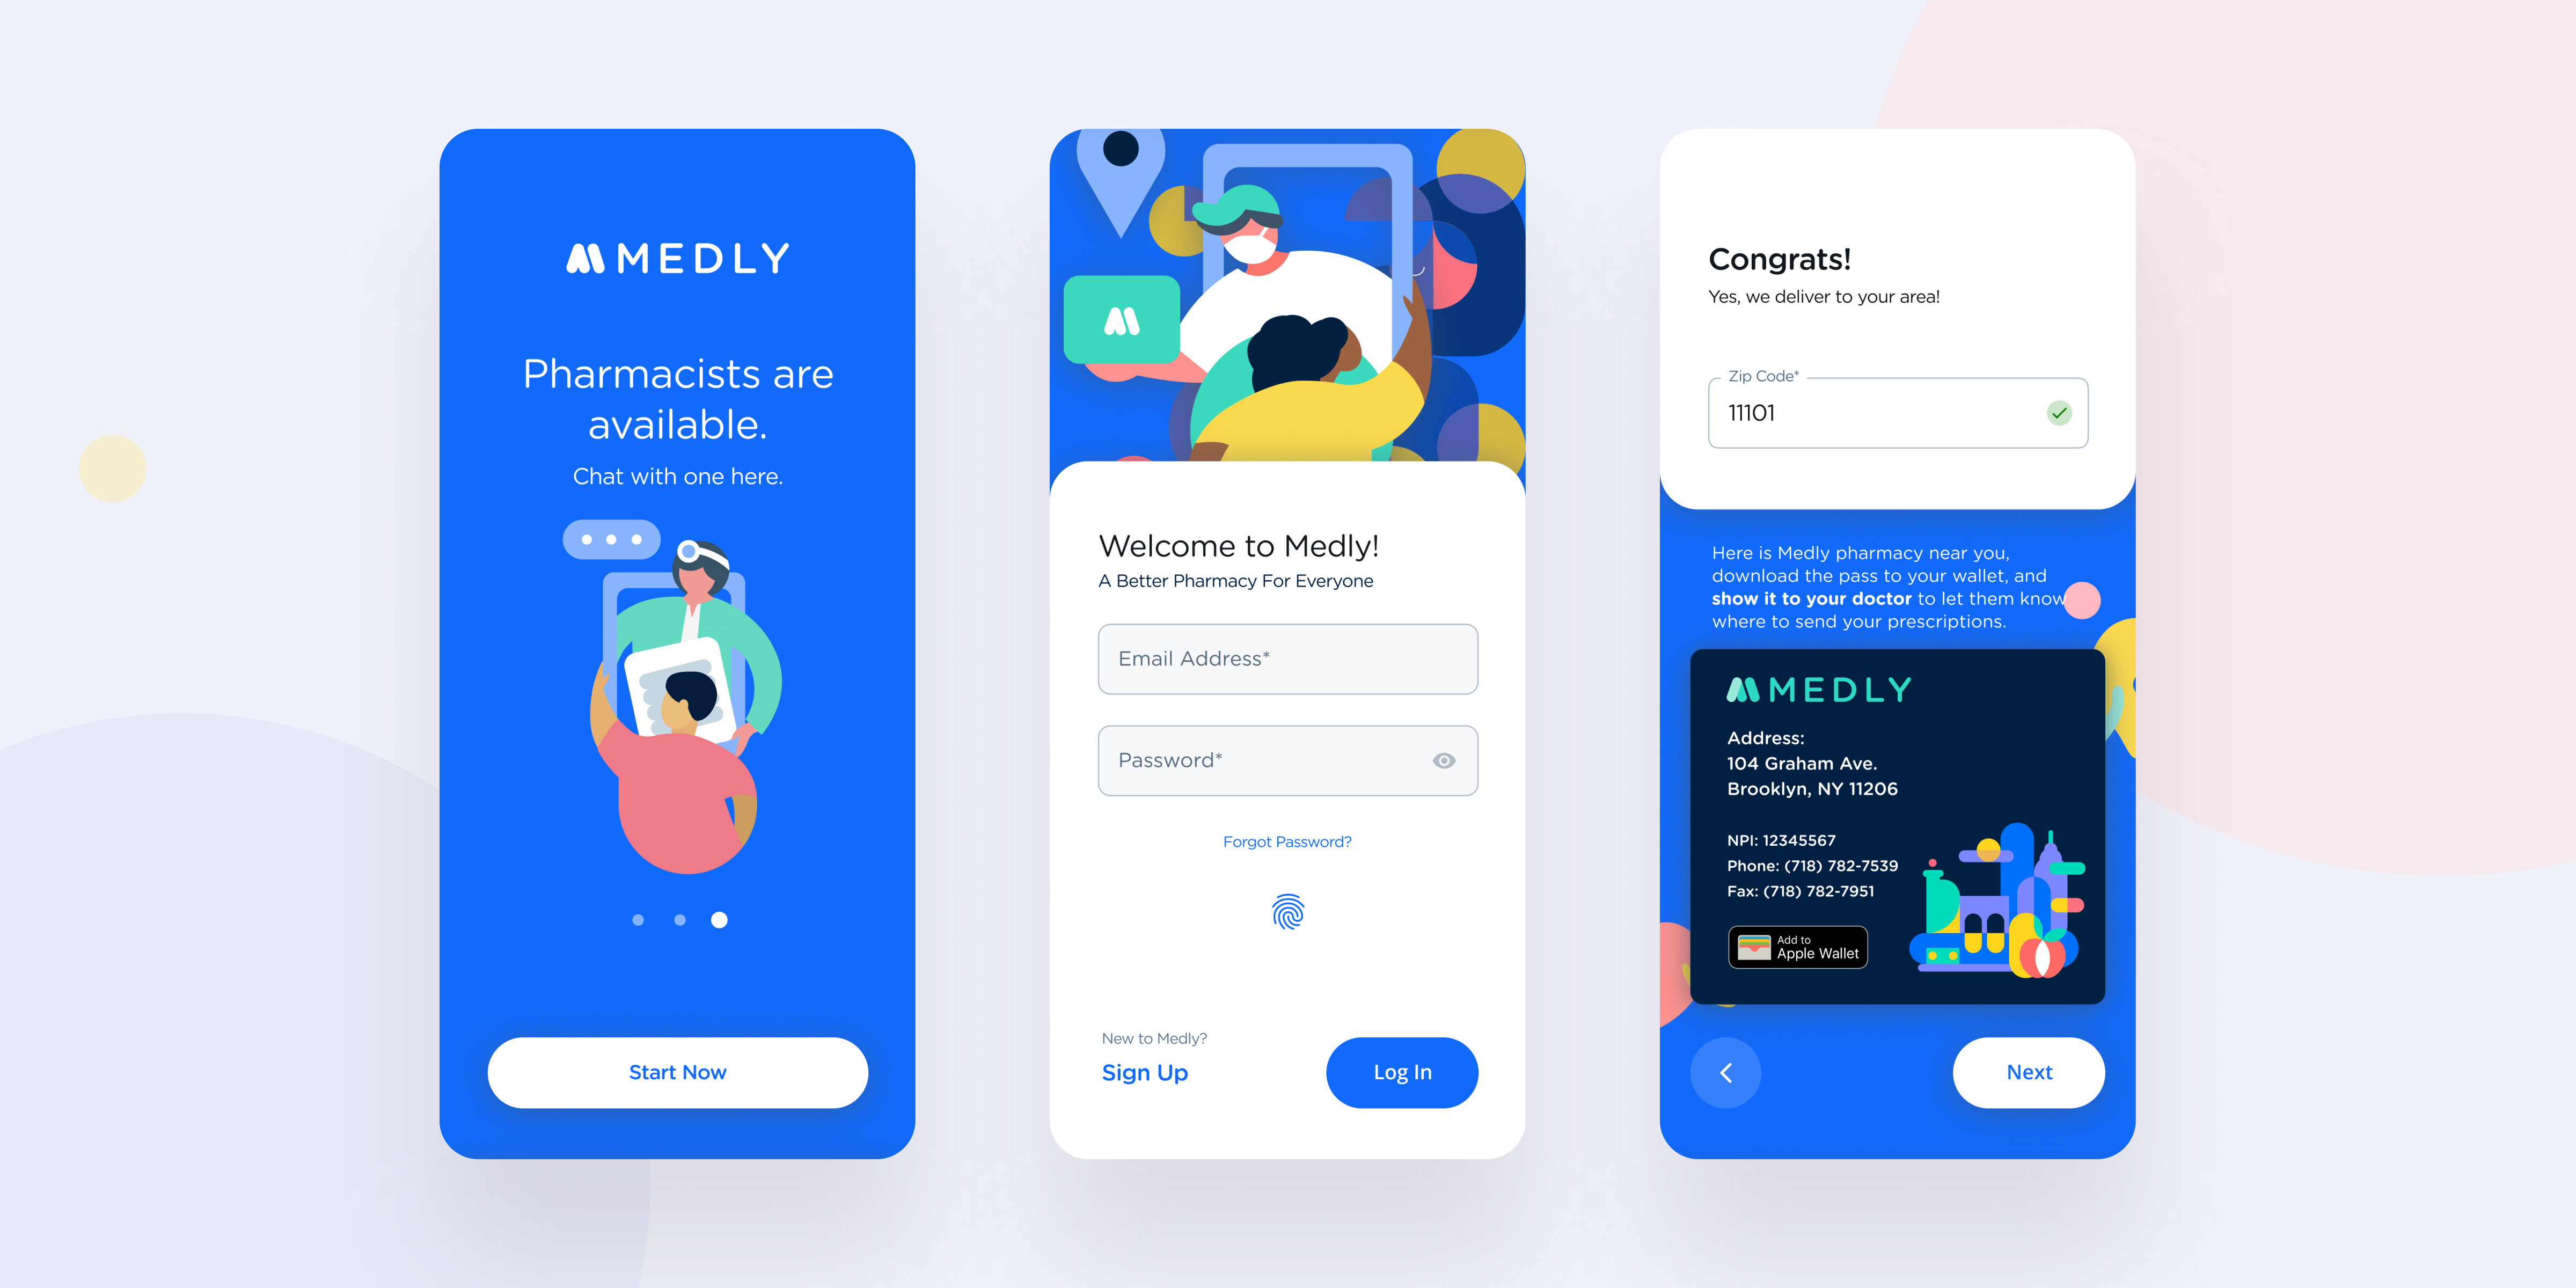 MEDLY
Pharmacists are
available.
Chat with one here.
Start Now
Welcome to Medly!
A Better Pharmacy For Everyone
Email Address*
Password*
Forgot Password?
New to Medly?
Sign Up
Log In
Congrats!
Yes, we deliver to your area!
Zip Code*
11101
Here is Medly pharmacy near you,
download the pass to your wallet, and
show it to your doctor to let them know
where to send your prescriptions.
MEDLY
Address:
104 Graham Ave.
Brooklyn, NY 11206
NPI: 12345567
Phone: (718) 782-7539
Fax: (718) 782-7951
Add to
Apple Wallet
Next